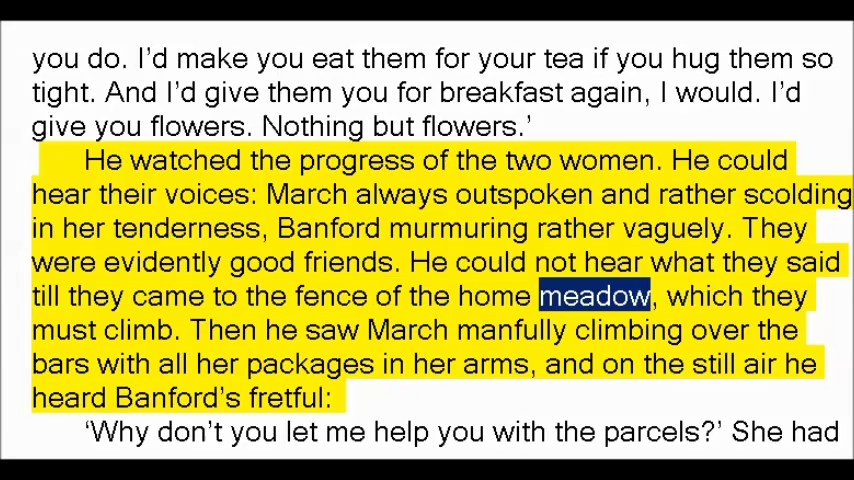 you do. I’d make you eat them for your tea if you hug them so
tight. And I’d give them you for breakfast again, I would. I’d
give you flowers. Nothing but flowers.’
He watched the progress of the two women. He could
hear their voices: March always outspoken and rather scolding
in her tenderness, Banford murmuring rather vaguely. They
were evidently good friends. He could not hear what they said
till they came to the fence of the home meadow, which they
must climb. Then he saw March manfully climbing over the
bars with all her packages in her arms, and on the still air he
heard Banford’s fretful:
‘Why don’t you let me help you with the parcels?’ She had